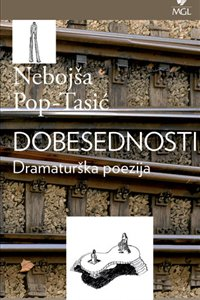 MGL
Nebojša
Pop-Tasić
DOBESEDNOSTI
Dramaturška poezija